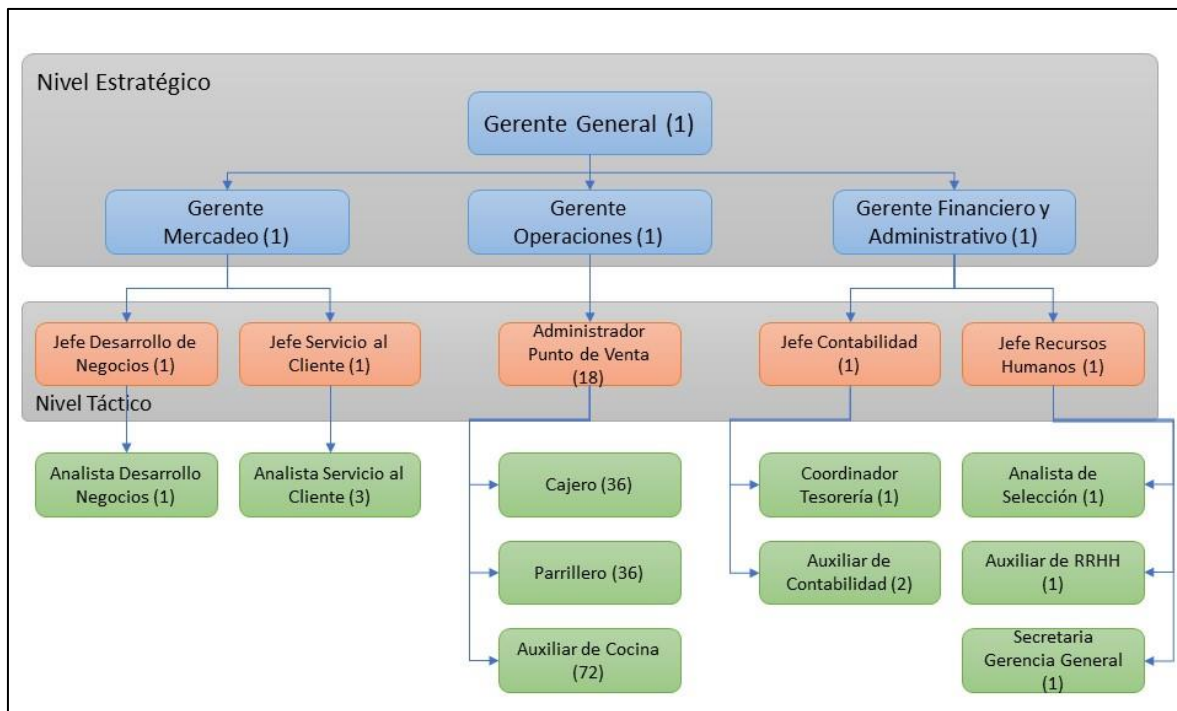 Nivel Estratégico
Gerente General (1)
Gerente
Mercadeo (1)
Gerente
Operaciones (1)
Gerente Financiero y
Administrativo (1)
Jefe Desarrollo de
Negocios (1)
Jefe Servicio al
Cliente (1)
Administrador
Punto de Venta
(18)
Jefe Contabilidad
(1)
Jefe Recursos
Humanos (1)
Nivel Táctico
Analista Desarrollo
Negocios (1)
Analista Servicio al
Cliente (3)
Cajero (36)
Coordinador
Tesorería (1)
Analista de
Selección (1)
Parrillero (36)
Auxiliar de
Contabilidad (2)
Auxiliar de RRHH
(1)
Auxiliar de Cocina
(72)
Secretaria
Gerencia General
(1)